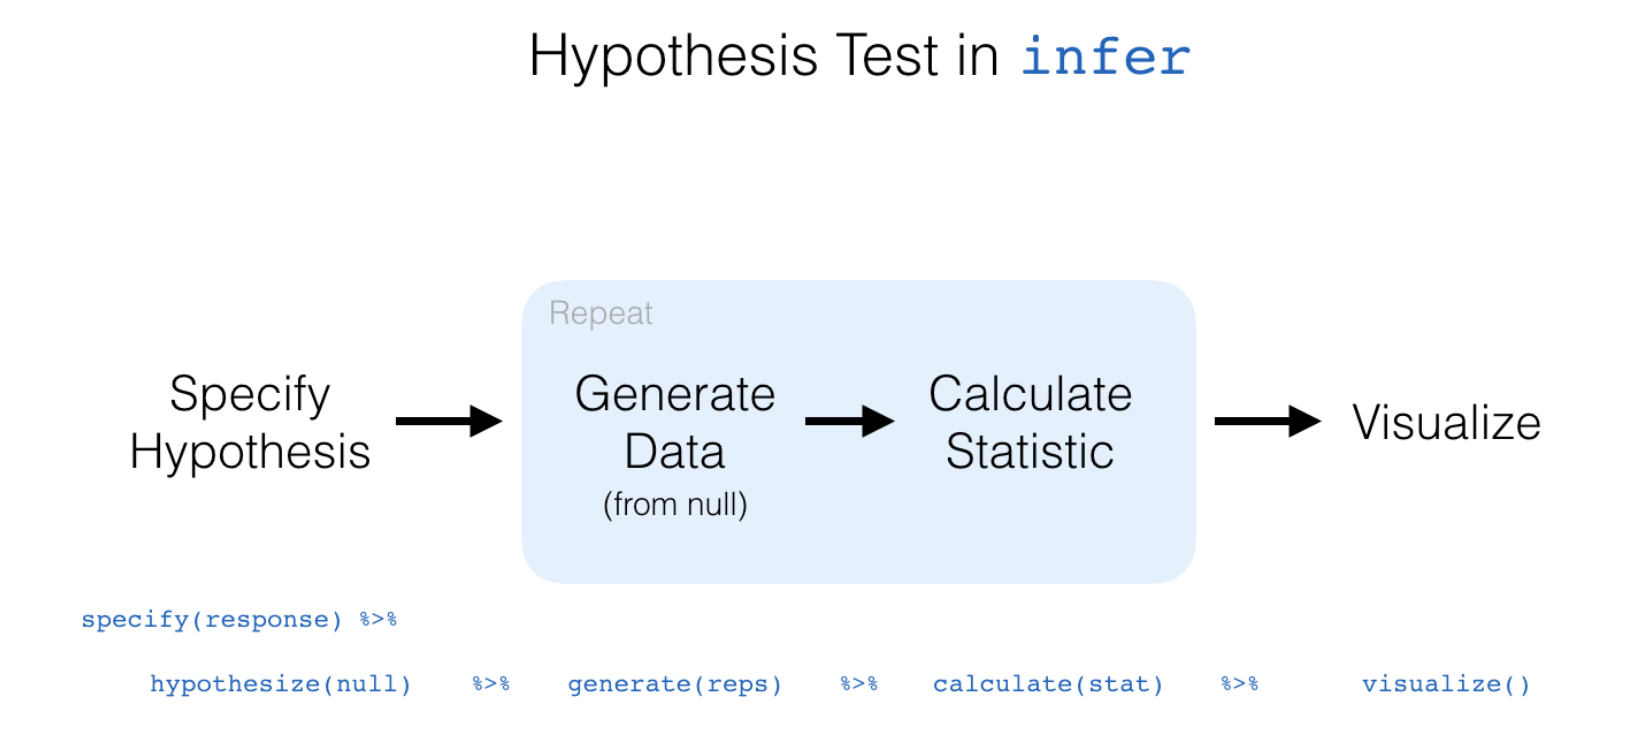 Hypothesis Test in infer
Repeat
Specify
Hypothesis
Generate
Data
(from null)
Calculate
Statistic
Visualize
specify(response) %>%
hypothesize(null) %>% generate(reps) %>% calculate(stat) %>% visualize()